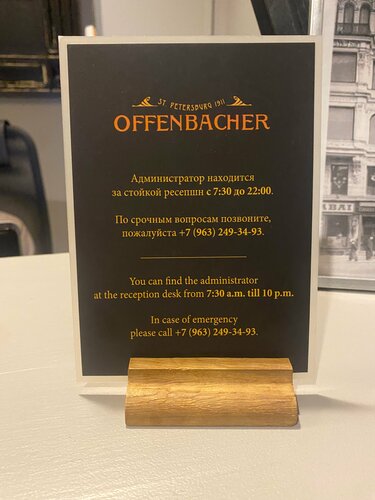 ST. PETERSBURG 1911
OFFENBACHER
Администратор находится
за стойкой ресепшн с 7:30 до 22:00.
По срочным вопросам позвоните,
пожалуйста +7 (963) 249-34-93.
You can find the administrator
at the reception desk from 7:30 a.m. till 10 p.m.
In case of emergency
please call +7 (963) 249-34-93.